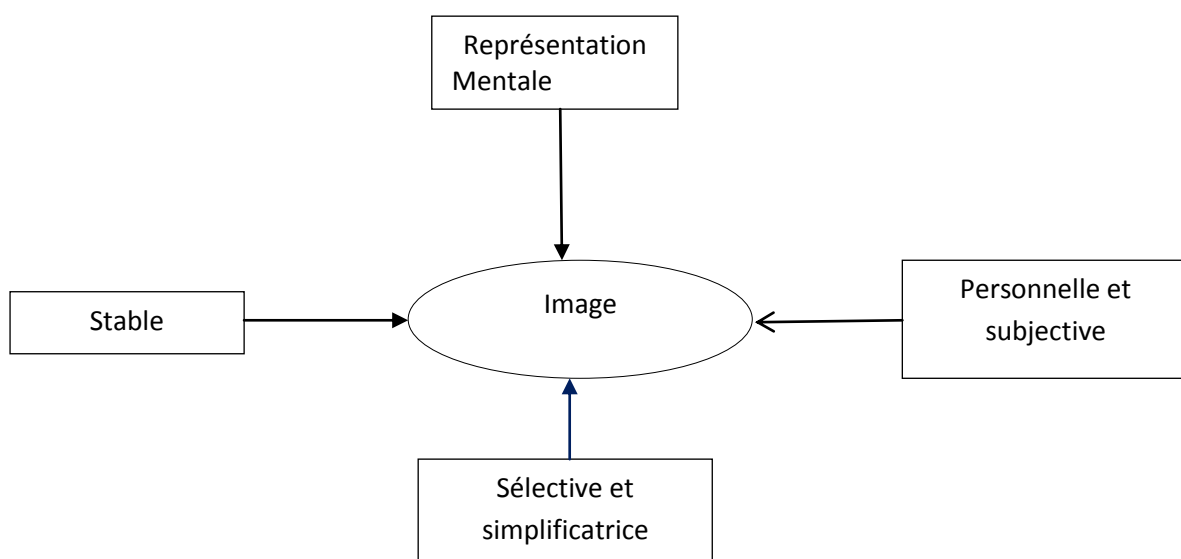 Représentation
Mentale
Image
Stable
Personnelle et
subjective
Sélective et
simplificatrice